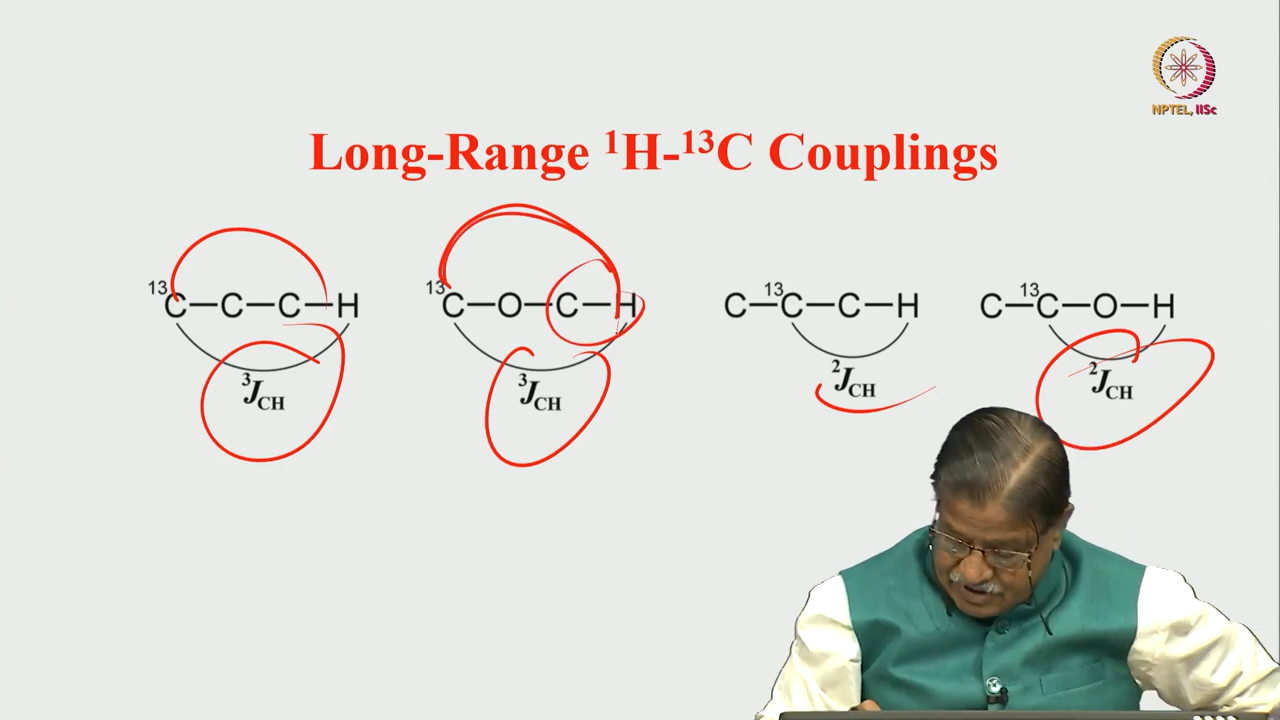 NPTEL, IISc
Long-Range ¹H-¹³C Couplings
¹³C—C—C—H
³J_CH
¹³C—O—C—H
³J_CH
C—¹³C—C—H
²J_CH
C—¹³C—O—H
²J_CH